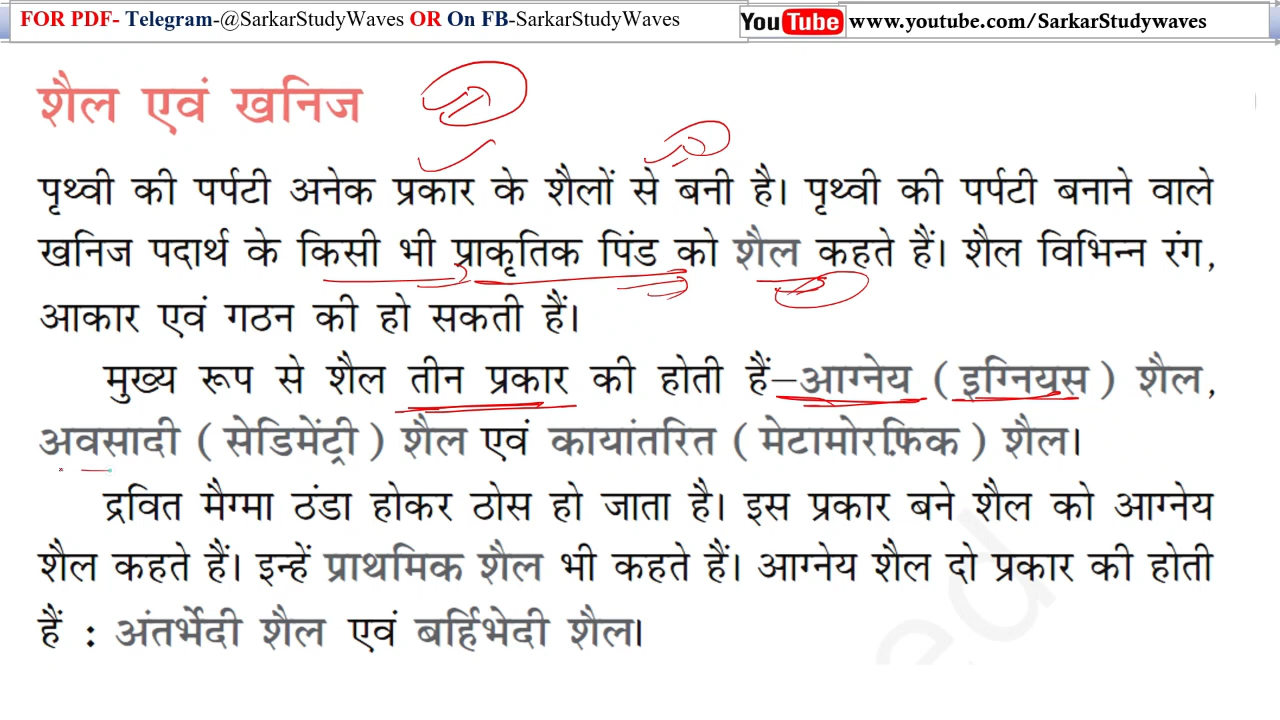 FOR PDF- Telegram-@SarkarStudyWaves OR On FB-SarkarStudyWaves
YouTube www.youtube.com/SarkarStudywaves
शैल एवं खनिज
पृथ्वी की पर्पटी अनेक प्रकार के शैलों से बनी है। पृथ्वी की पर्पटी बनाने वाले
खनिज पदार्थ के किसी भी प्राकृतिक पिंड को शैल कहते हैं। शैल विभिन्न रंग,
आकार एवं गठन की हो सकती हैं।
मुख्य रूप से शैल तीन प्रकार की होती हैं–आग्नेय (इग्नियस) शैल,
अवसादी (सेडिमेंट्री) शैल एवं कायांतरित (मेटामोरफ़िक) शैल।
द्रवित मैग्मा ठंडा होकर ठोस हो जाता है। इस प्रकार बने शैल को आग्नेय
शैल कहते हैं। इन्हें प्राथमिक शैल भी कहते हैं। आग्नेय शैल दो प्रकार की होती
हैं : अंतर्भेदी शैल एवं बर्हिभेदी शैल।